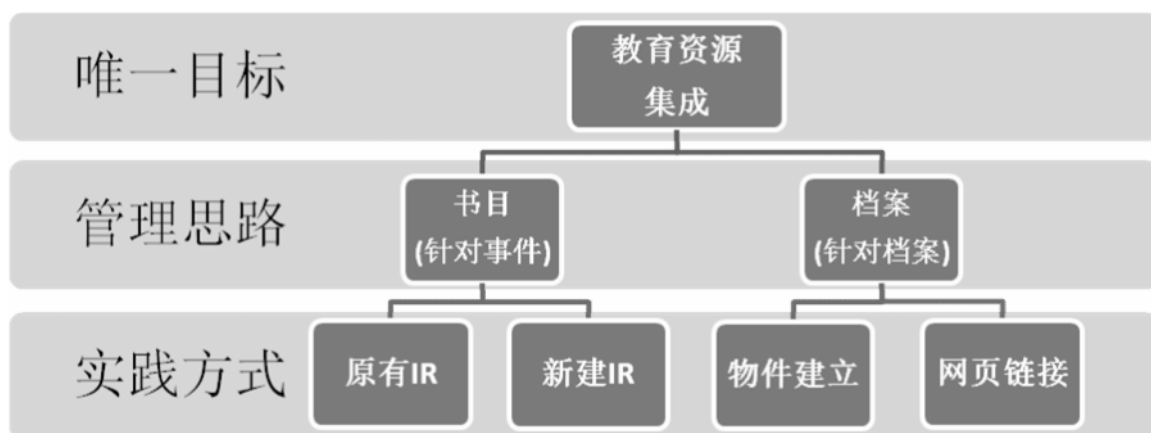 唯一目标
教育资源
集成
管理思路
书目
(针对事件)
档案
(针对档案)
实践方式
原有IR
新建IR
物件建立
网页链接